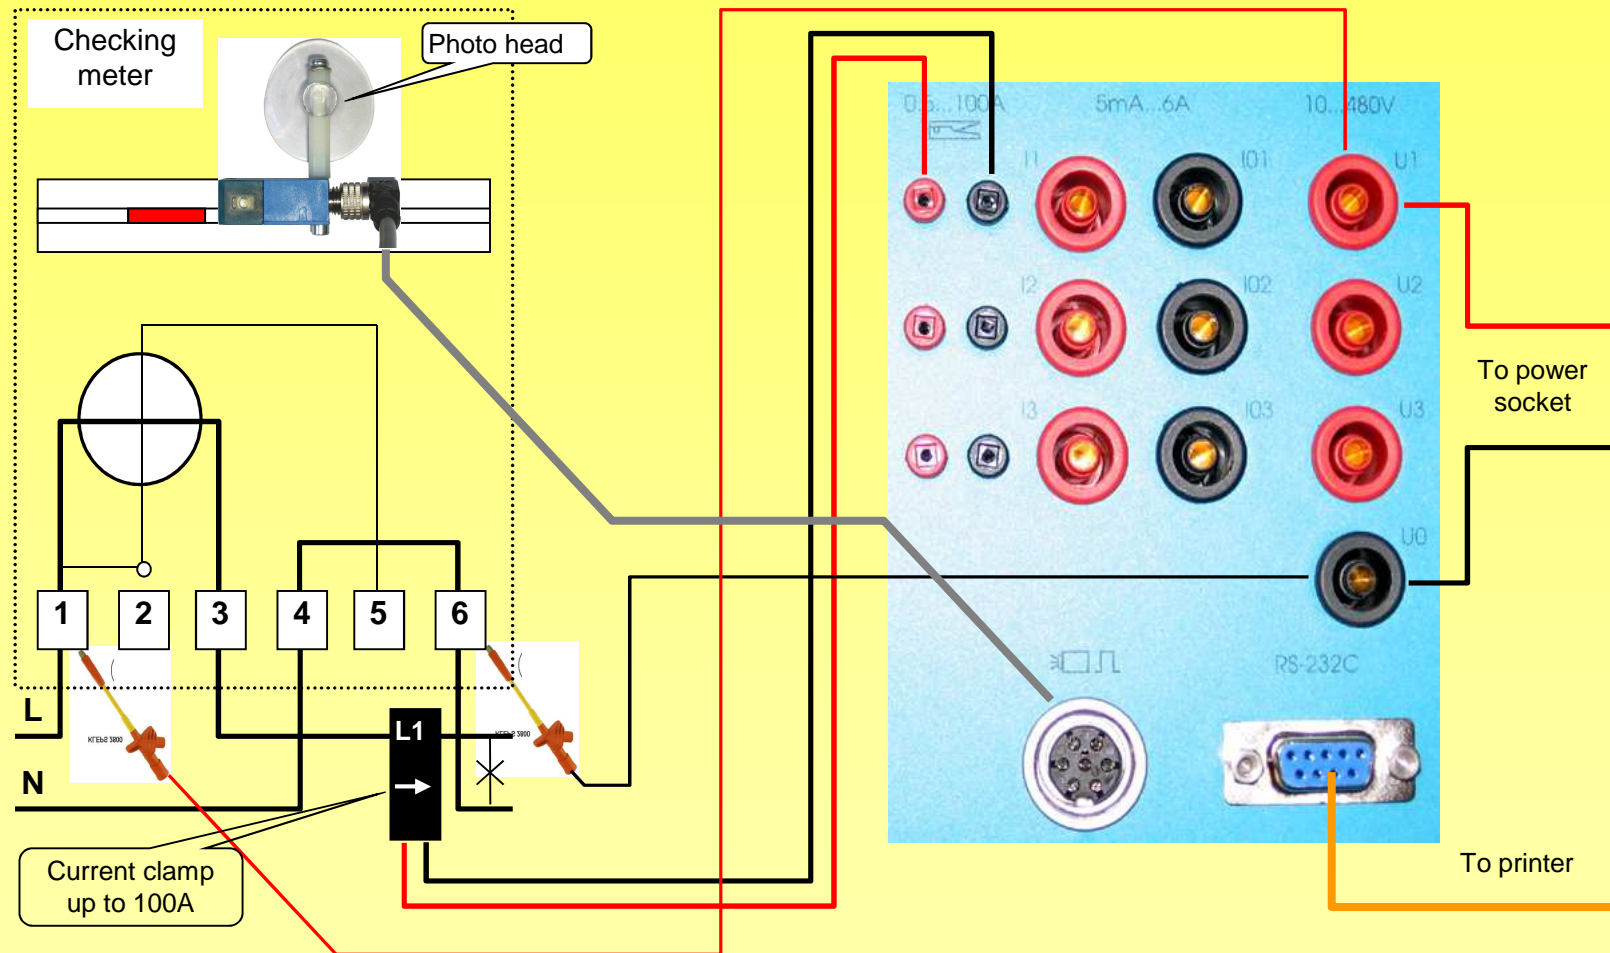 Checking
meter
Photo head
0.5...100A
5mA...6A
10...480V
I1
I01
U1
I2
I02
U2
I3
I03
U3
U0
RS-232C
To power
socket
To printer
1
2
3
4
5
6
L
N
KLEPS 2800
L1
Current clamp
up to 100A